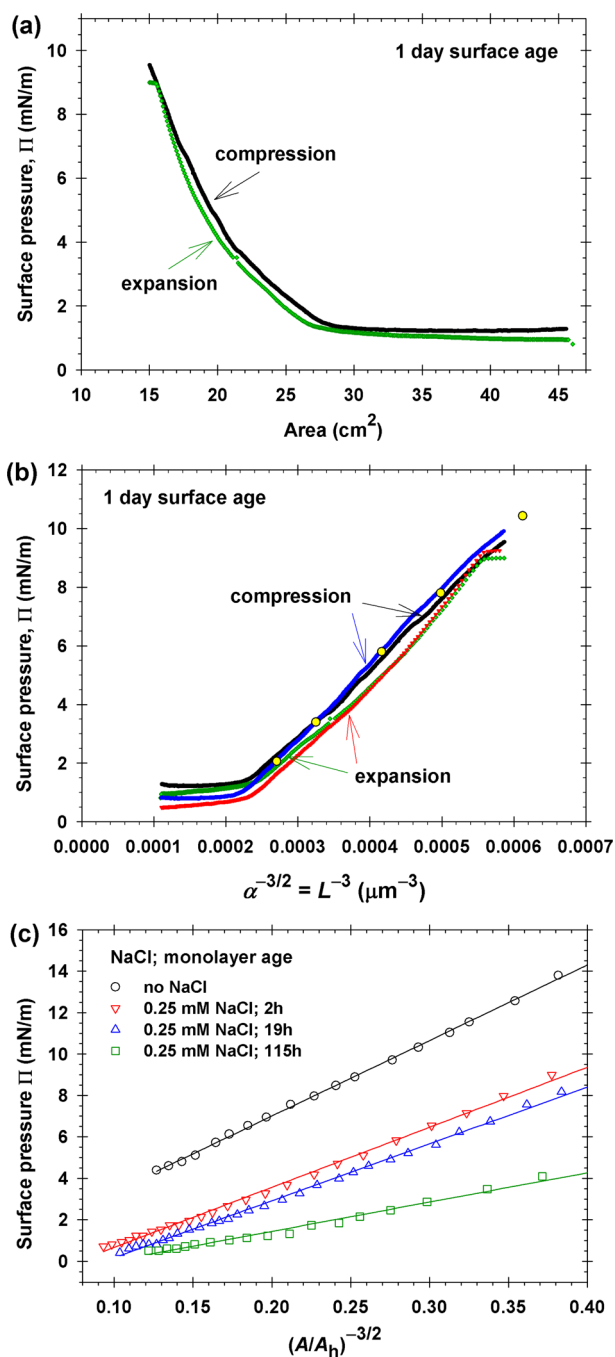 (a)
1 day surface age
compression
expansion
Surface pressure, Π (mN/m)
0
2
4
6
8
10
10 15 20 25 30 35 40 45
Area (cm²)
(b)
1 day surface age
compression
expansion
Surface pressure, Π (mN/m)
0
2
4
6
8
10
12
0.0000 0.0001 0.0002 0.0003 0.0004 0.0005 0.0006 0.0007
α⁻³/² = L⁻³ (μm⁻³)
(c)
NaCl; monolayer age
no NaCl
0.25 mM NaCl; 2h
0.25 mM NaCl; 19h
0.25 mM NaCl; 115h
Surface pressure Π (mN/m)
0
2
4
6
8
10
12
14
16
0.10 0.15 0.20 0.25 0.30 0.35 0.40
(A/Aₕ)⁻³/²